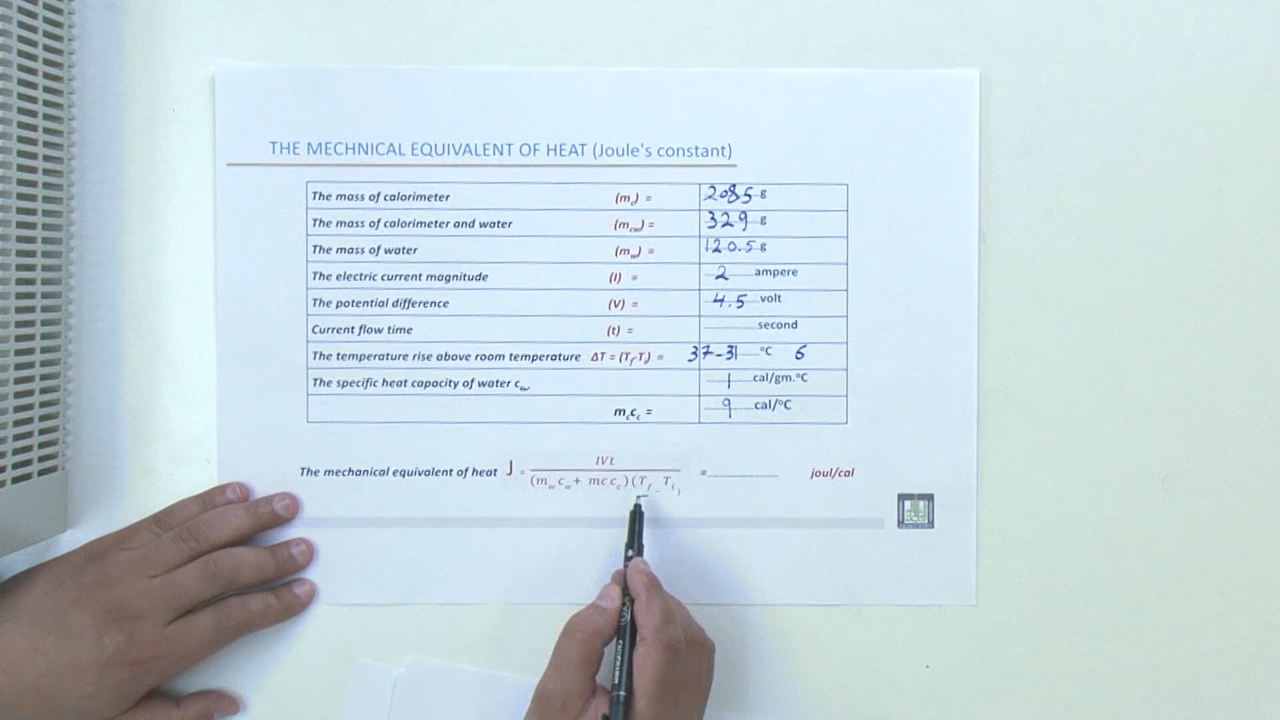 THE MECHNICAL EQUIVALENT OF HEAT (Joule's constant)
The mass of calorimeter (mc) = 2085 g
The mass of calorimeter and water (mcw) = 329 g
The mass of water (mw) = 120.5 g
The electric current magnitude (I) = 2 ampere
The potential difference (V) = 4.5 volt
Current flow time (t) = second
The temperature rise above room temperature ΔT = (Tf-Ti) = 37-31 °C 6
The specific heat capacity of water cw 1 cal/gm.°C
mccc = 9 cal/°C
The mechanical equivalent of heat J = IVt / (mw cw + mc cc)(Tf - Ti) = joul/cal